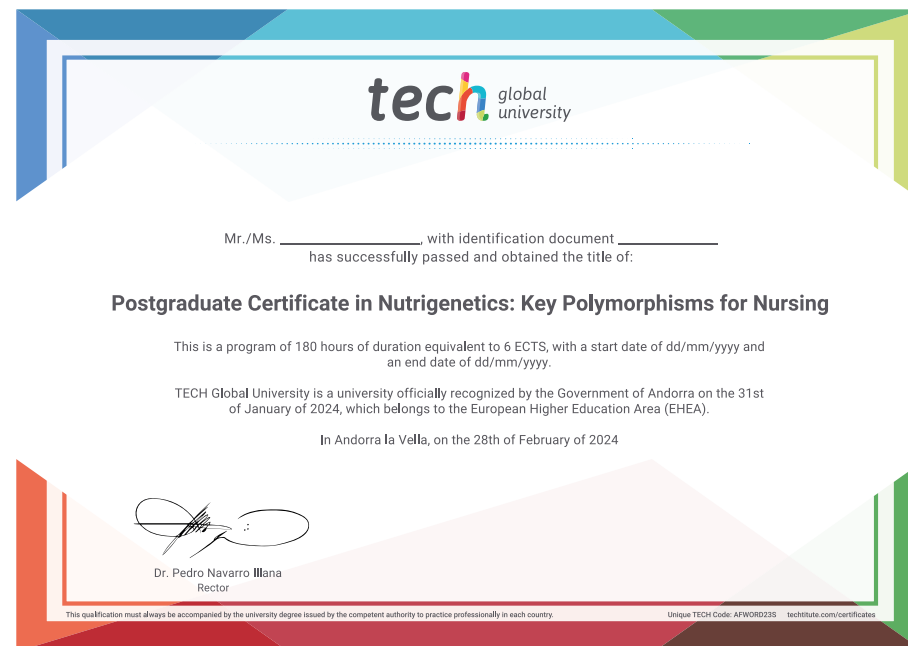 tech global
university
Mr./Ms. ____________, with identification document ____________
has successfully passed and obtained the title of:
Postgraduate Certificate in Nutrigenetics: Key Polymorphisms for Nursing
This is a program of 180 hours of duration equivalent to 6 ECTS, with a start date of dd/mm/yyyy and
an end date of dd/mm/yyyy.
TECH Global University is a university officially recognized by the Government of Andorra on the 31st
of January of 2024, which belongs to the European Higher Education Area (EHEA).
In Andorra la Vella, on the 28th of February of 2024
Dr. Pedro Navarro Illana
Rector
This qualification must always be accompanied by the university degree issued by the competent authority to practice professionally in each country. Unique TECH Code: AFWORD23S techtitute.com/certificates